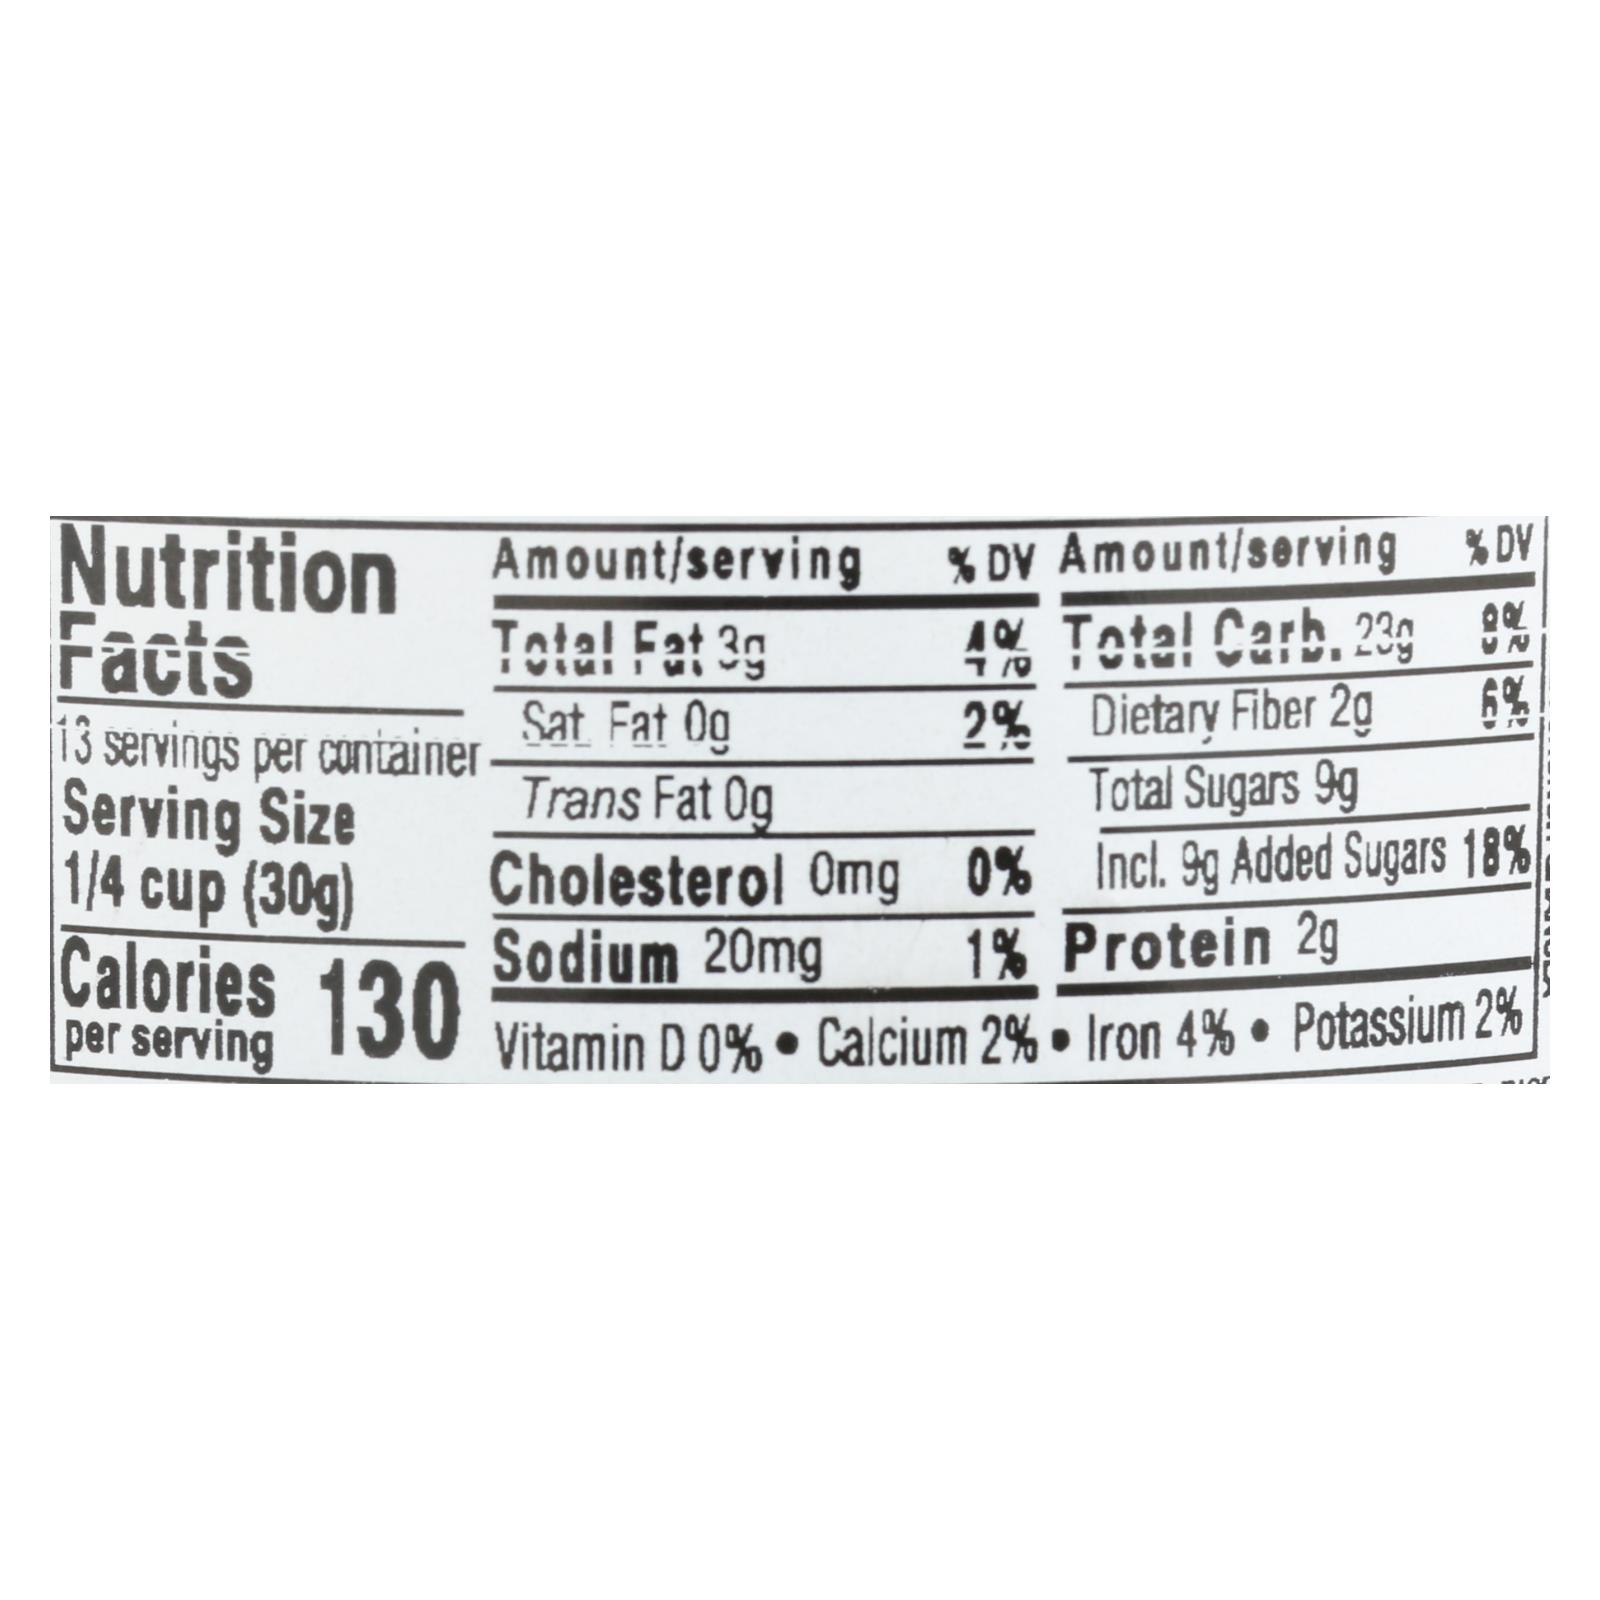 Nutrition
Facts
13 servings per container
Serving Size
1/4 cup (30g)
Calories 130
per serving
Amount/serving % DV
Total Fat 3g 4%
Sat. Fat 0g 2%
Trans Fat 0g
Cholesterol 0mg 0%
Sodium 20mg 1%
Amount/serving % DV
Total Carb. 23g 8%
Dietary Fiber 2g 6%
Total Sugars 9g
Incl. 9g Added Sugars 18%
Protein 2g
Vitamin D 0% • Calcium 2% • Iron 4% • Potassium 2%